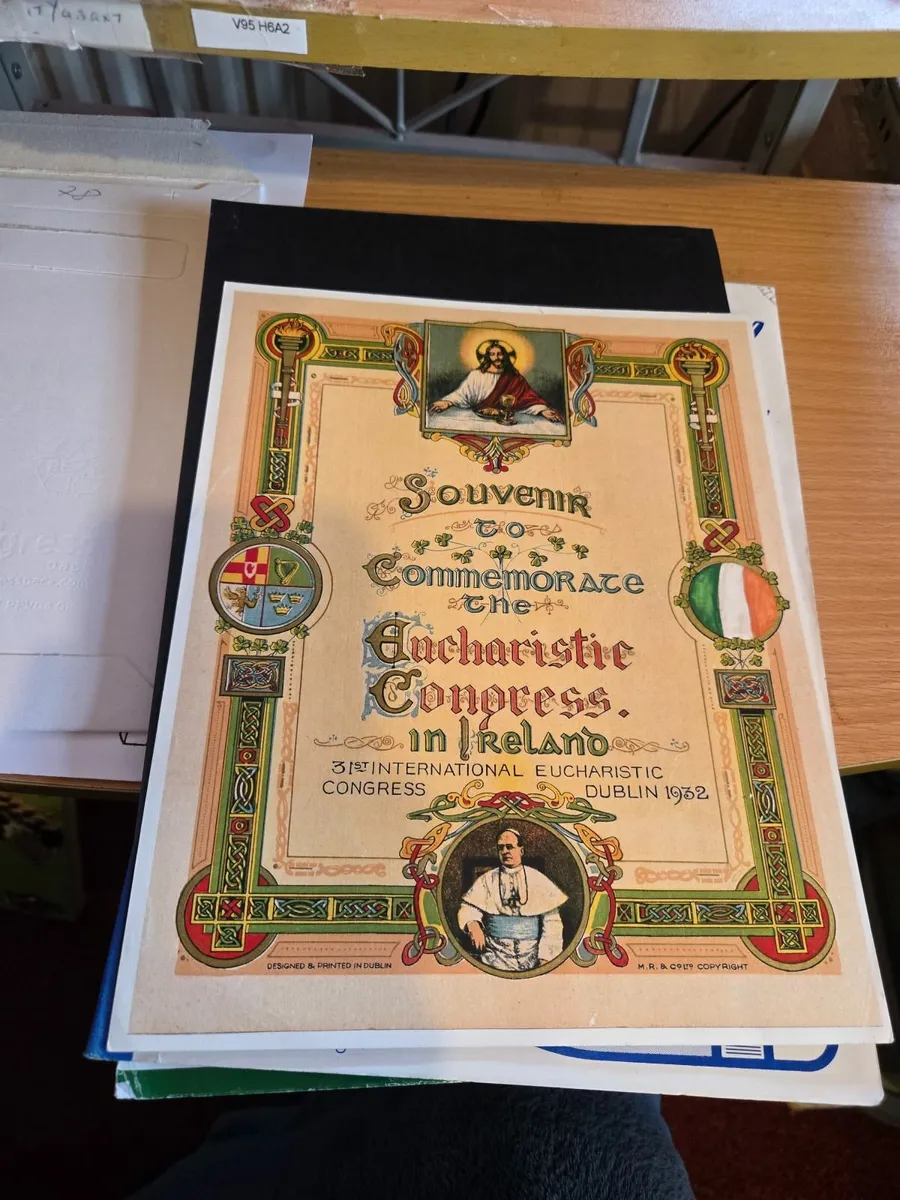 V95 H6A2
Souvenir
to
Commemorate
the
Eucharistic
Congress.
in Ireland
31ST INTERNATIONAL EUCHARISTIC
CONGRESS DUBLIN 1932
DESIGNED & PRINTED IN DUBLIN
M. R. & CO LTD COPYRIGHT